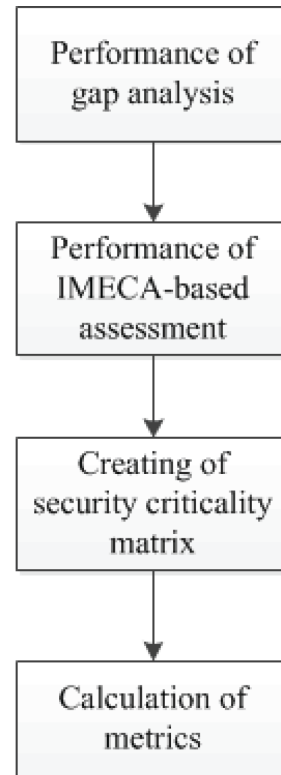 Performance of
gap analysis
Performance of
IMECA-based
assessment
Creating of
security criticality
matrix
Calculation of
metrics